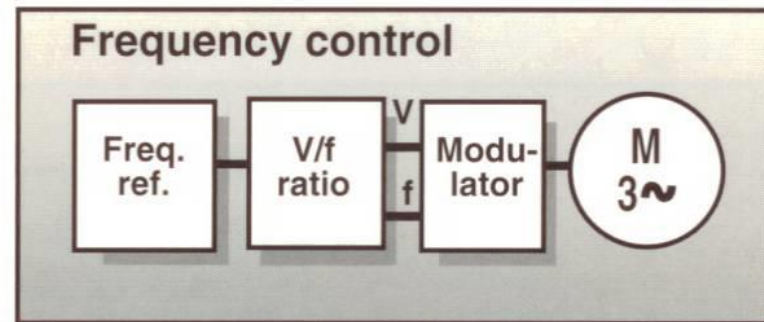 Frequency control
Freq.
ref.
V/f
ratio
V
f
Modu-
lator
M
3~